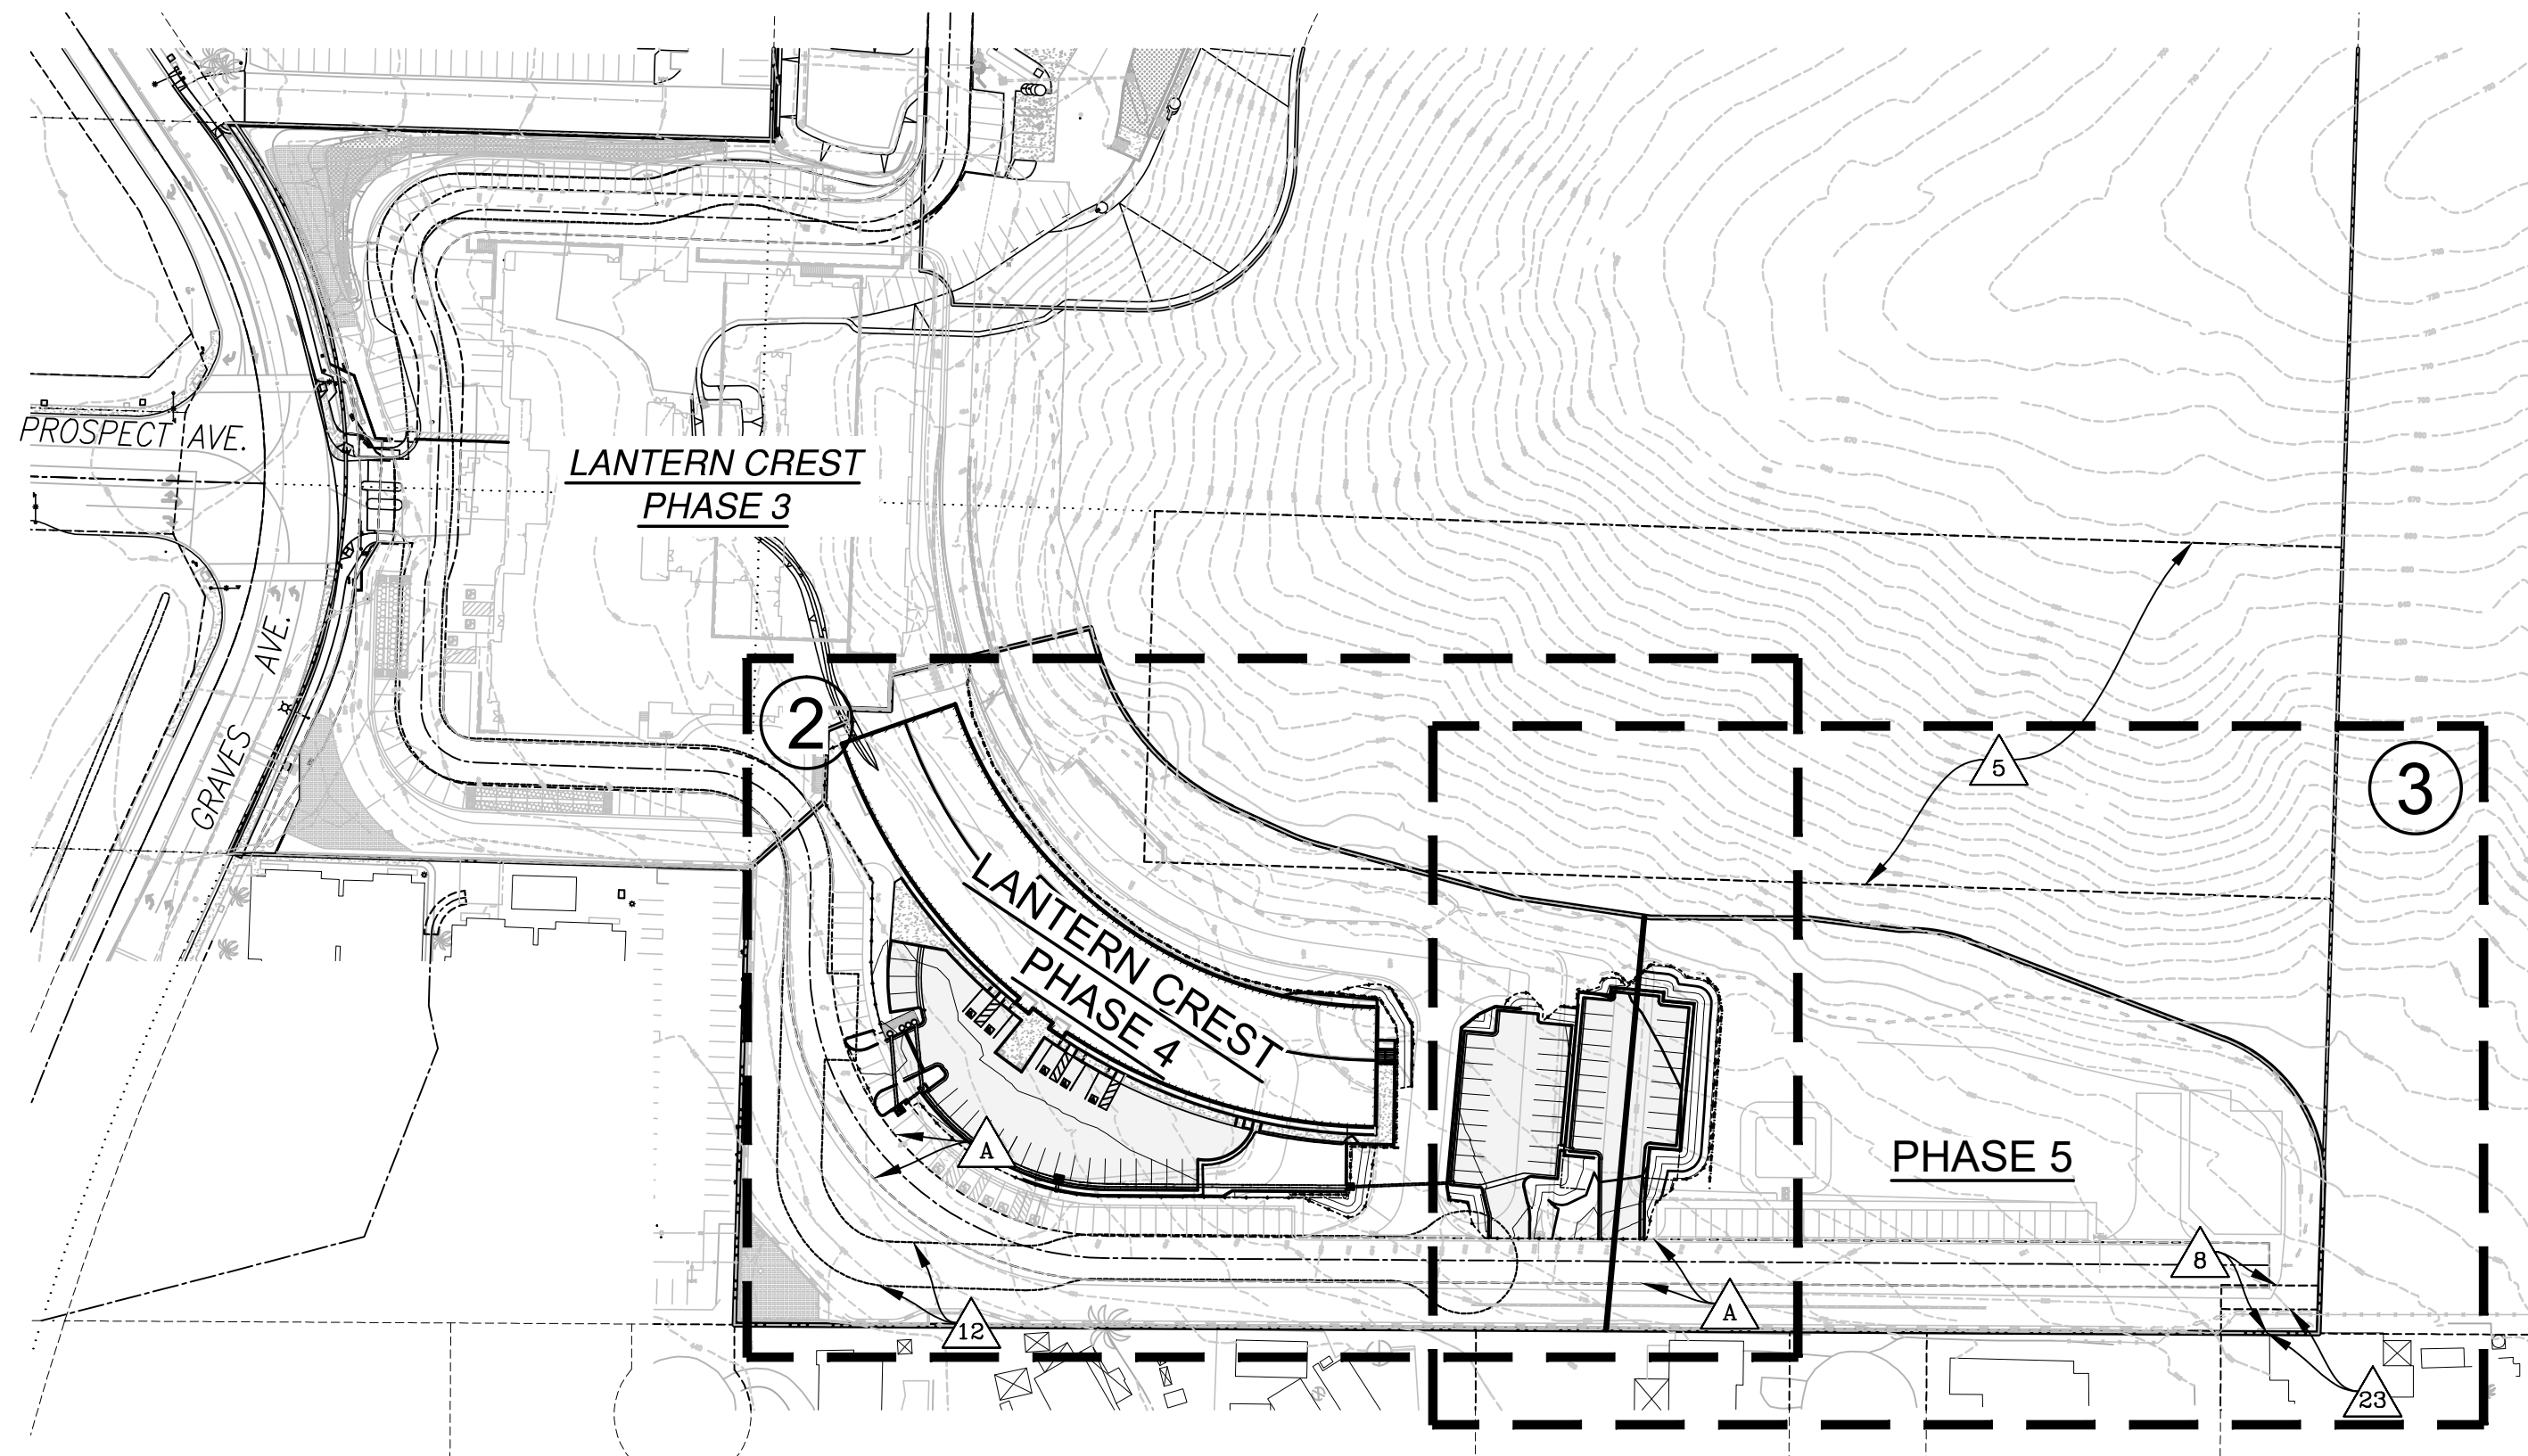 PROSPECT AVE.
LANTERN CREST
PHASE 3
GRAVES AVE.
2
5
3
LANTERN CREST
PHASE 4
A
PHASE 5
8
12
A
23